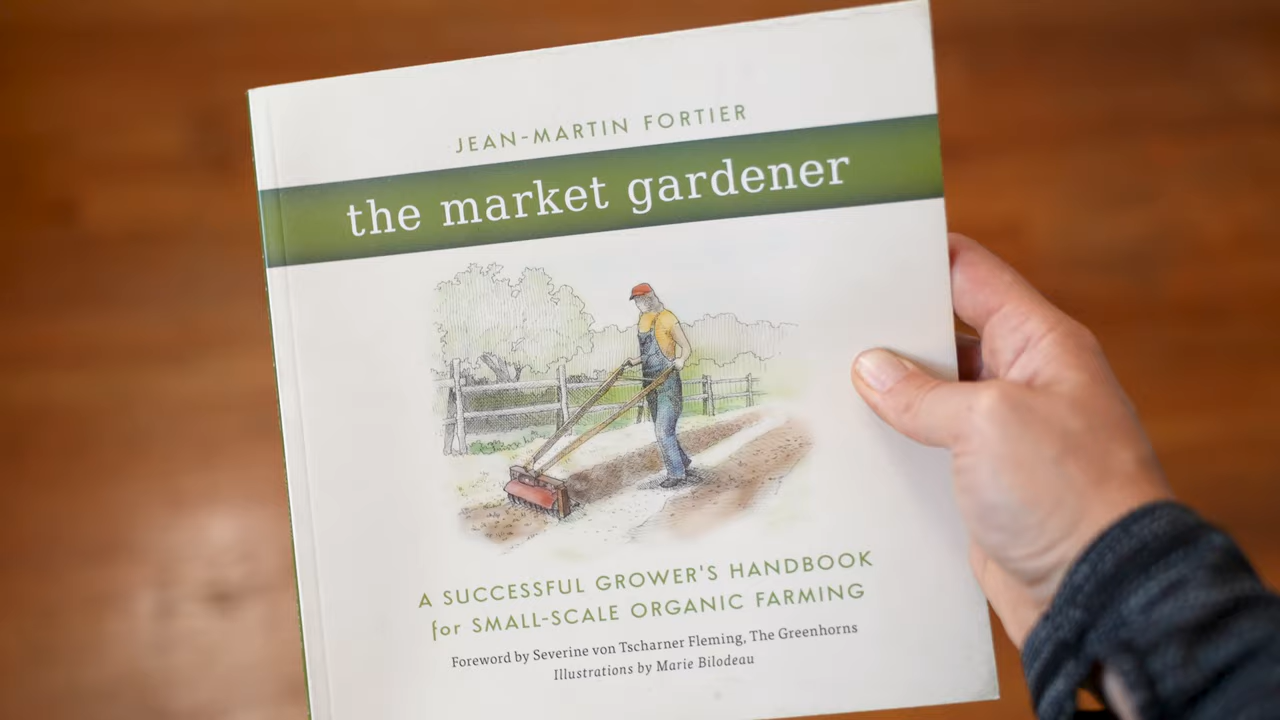 JEAN-MARTIN FORTIER
the market gardener
A SUCCESSFUL GROWER'S HANDBOOK
for SMALL-SCALE ORGANIC FARMING
Foreword by Severine von Tscharner Fleming, The Greenhorns
Illustrations by Marie Bilodeau